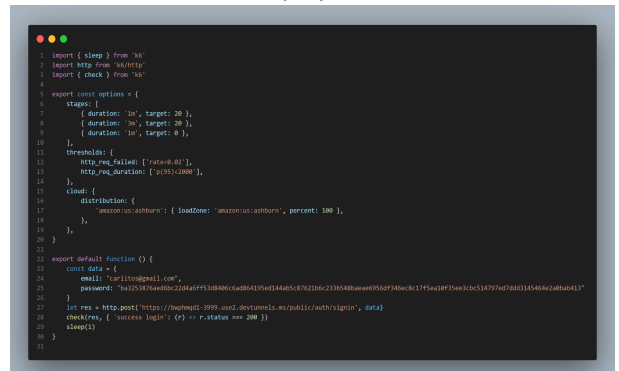 1 import { sleep } from 'k6'
2 import http from 'k6/http'
3 import { check } from 'k6'
4
5 export const options = {
6 stages: [
7 { duration: '1m', target: 20 },
8 { duration: '3m', target: 20 },
9 { duration: '1m', target: 0 },
10 ],
11 thresholds: {
12 http_req_failed: ['rate<0.02'],
13 http_req_duration: ['p(95)<2000'],
14 },
15 cloud: {
16 distribution: {
17 'amazon:us:ashburn': { loadZone: 'amazon:us:ashburn', percent: 100 },
18 },
19 },
20 }
21
22 export default function () {
23 const data = {
24 email: "carlitos@gmail.com",
25 password:
26 }
27 let res = http.post('https://bwphmqd1-3999.use2.devtunnels.ms/public/auth/signin', data)
28 check(res, { 'success login': (r) => r.status === 200 })
29 sleep(1)
30 }
31